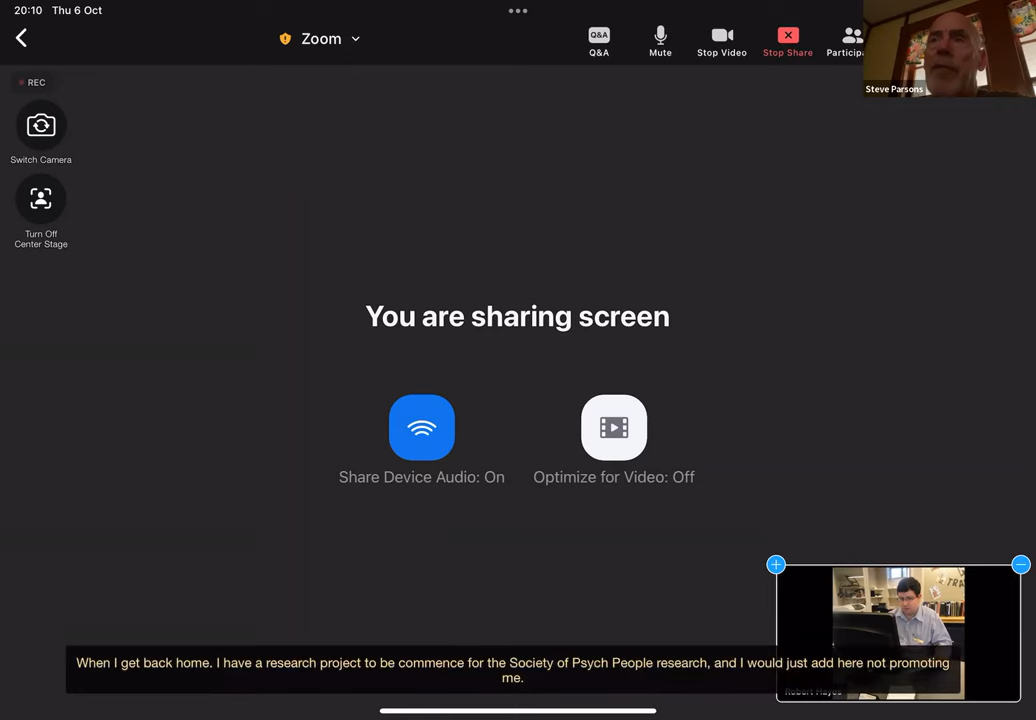 20:10 Thu 6 Oct
Zoom
Q&A
Q&A
Mute
Stop Video
Stop Share
Participa
Steve Parsons
REC
Switch Camera
Turn Off
Center Stage
You are sharing screen
Share Device Audio: On
Optimize for Video: Off
When I get back home. I have a research project to be commence for the Society of Psych People research, and I would just add here not promoting
me.
Robert Hayes